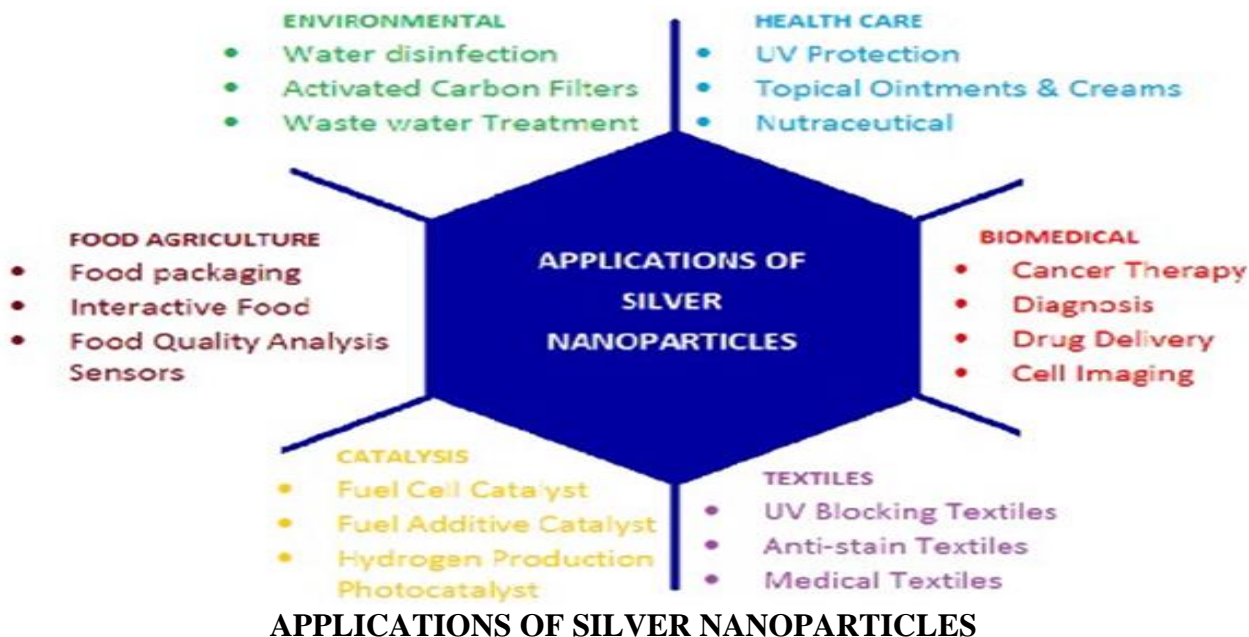 ENVIRONMENTAL
• Water disinfection
• Activated Carbon Filters
• Waste water Treatment
HEALTH CARE
• UV Protection
• Topical Ointments & Creams
• Nutraceutical
FOOD AGRICULTURE
• Food packaging
• Interactive Food
• Food Quality Analysis
Sensors
APPLICATIONS OF
SILVER
NANOPARTICLES
BIOMEDICAL
• Cancer Therapy
• Diagnosis
• Drug Delivery
• Cell Imaging
CATALYSIS
• Fuel Cell Catalyst
• Fuel Additive Catalyst
• Hydrogen Production
Photocatalyst
TEXTILES
• UV Blocking Textiles
• Anti-stain Textiles
• Medical Textiles
APPLICATIONS OF SILVER NANOPARTICLES